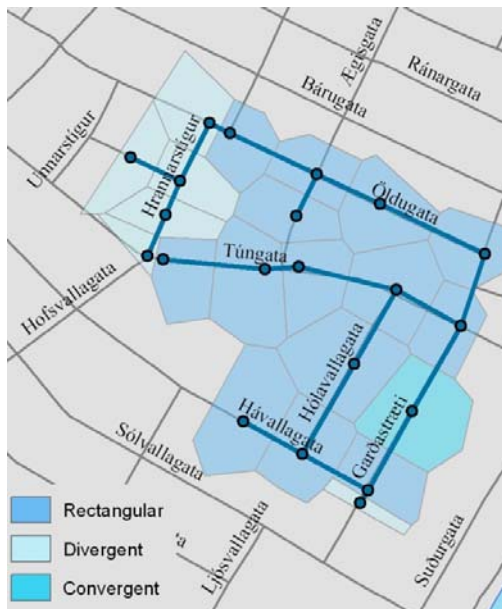 Ægisgata
Ránargata
Bárugata
Unnarstígur
Hrannarstígur
Öldugata
Túngata
Hofsvallagata
Hólavallagata
Hávallagata
Garðastræti
Sólvallagata
Ljósvallagata
Suðurgata
'a
Rectangular
Divergent
Convergent